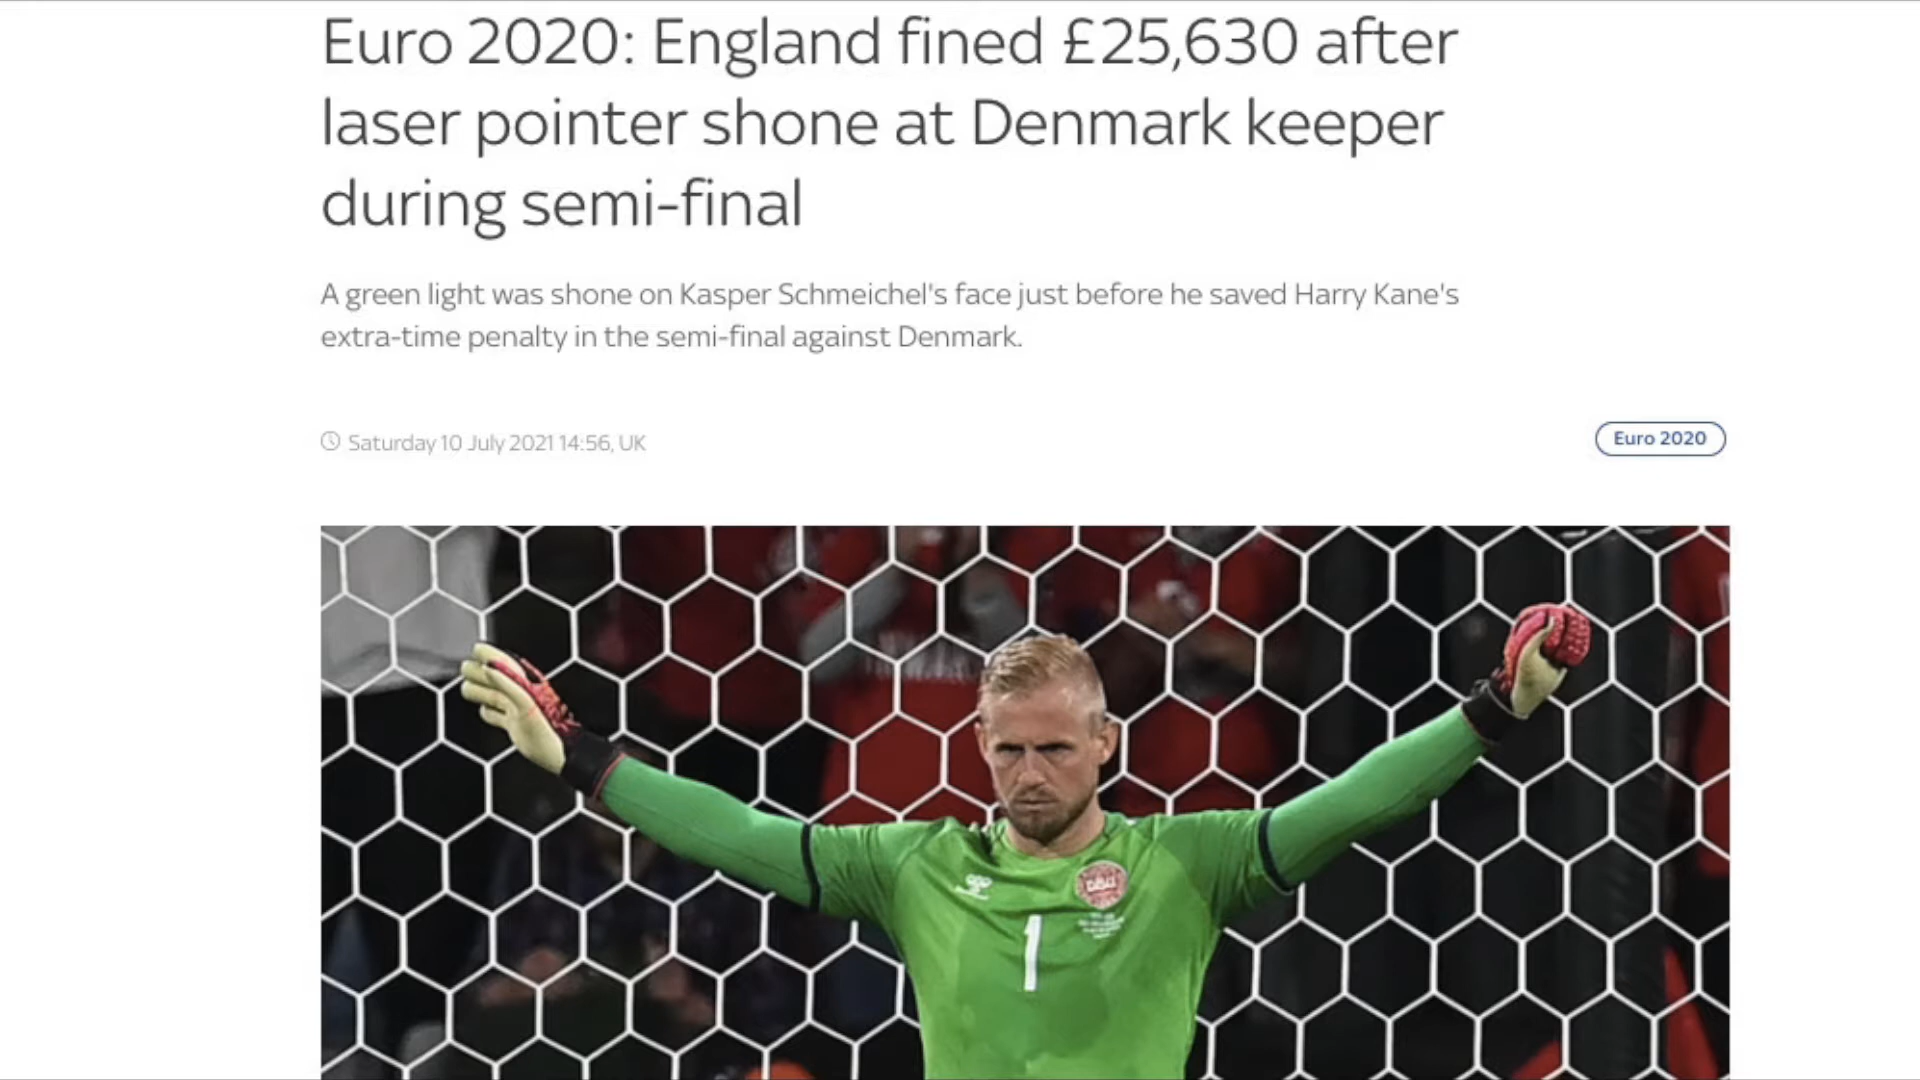 Euro 2020: England fined £25,630 after
laser pointer shone at Denmark keeper
during semi-final
A green light was shone on Kasper Schmeichel's face just before he saved Harry Kane's
extra-time penalty in the semi-final against Denmark.
Saturday 10 July 2021 14:56, UK
Euro 2020
DBU
1